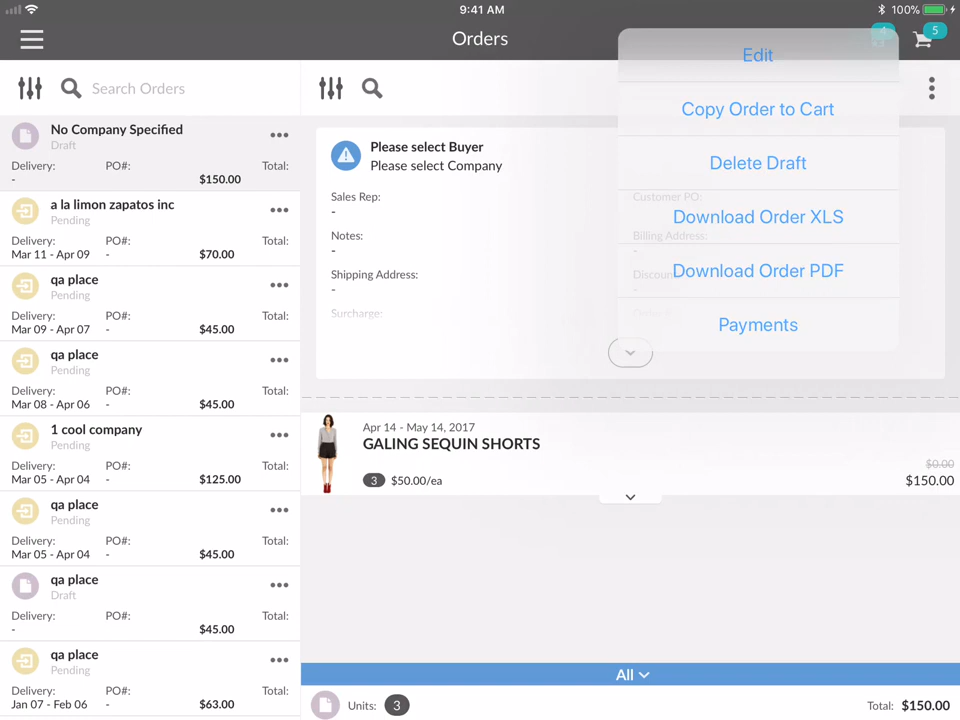 9:41 AM
100%
Orders
4
5
Search Orders
No Company Specified
Draft
Delivery: PO#: Total:
- $150.00
a la limon zapatos inc
Pending
Delivery: PO#: Total:
Mar 11 - Apr 09 - $70.00
qa place
Pending
Delivery: PO#: Total:
Mar 09 - Apr 07 - $45.00
qa place
Pending
Delivery: PO#: Total:
Mar 08 - Apr 06 - $45.00
1 cool company
Pending
Delivery: PO#: Total:
Mar 05 - Apr 04 - $125.00
qa place
Pending
Delivery: PO#: Total:
Mar 05 - Apr 04 - $45.00
qa place
Draft
Delivery: PO#: Total:
- $45.00
qa place
Pending
Delivery: PO#: Total:
Jan 07 - Feb 06 - $63.00
Please select Buyer
Please select Company
Sales Rep:
-
Notes:
-
Shipping Address:
-
Surcharge:
Customer PO:
Billing Address:
-
Edit
Copy Order to Cart
Delete Draft
Download Order XLS
Download Order PDF
Payments
Apr 14 - May 14, 2017
GALING SEQUIN SHORTS
3 $50.00/ea
$0.00
$150.00
All
Units: 3
Total: $150.00